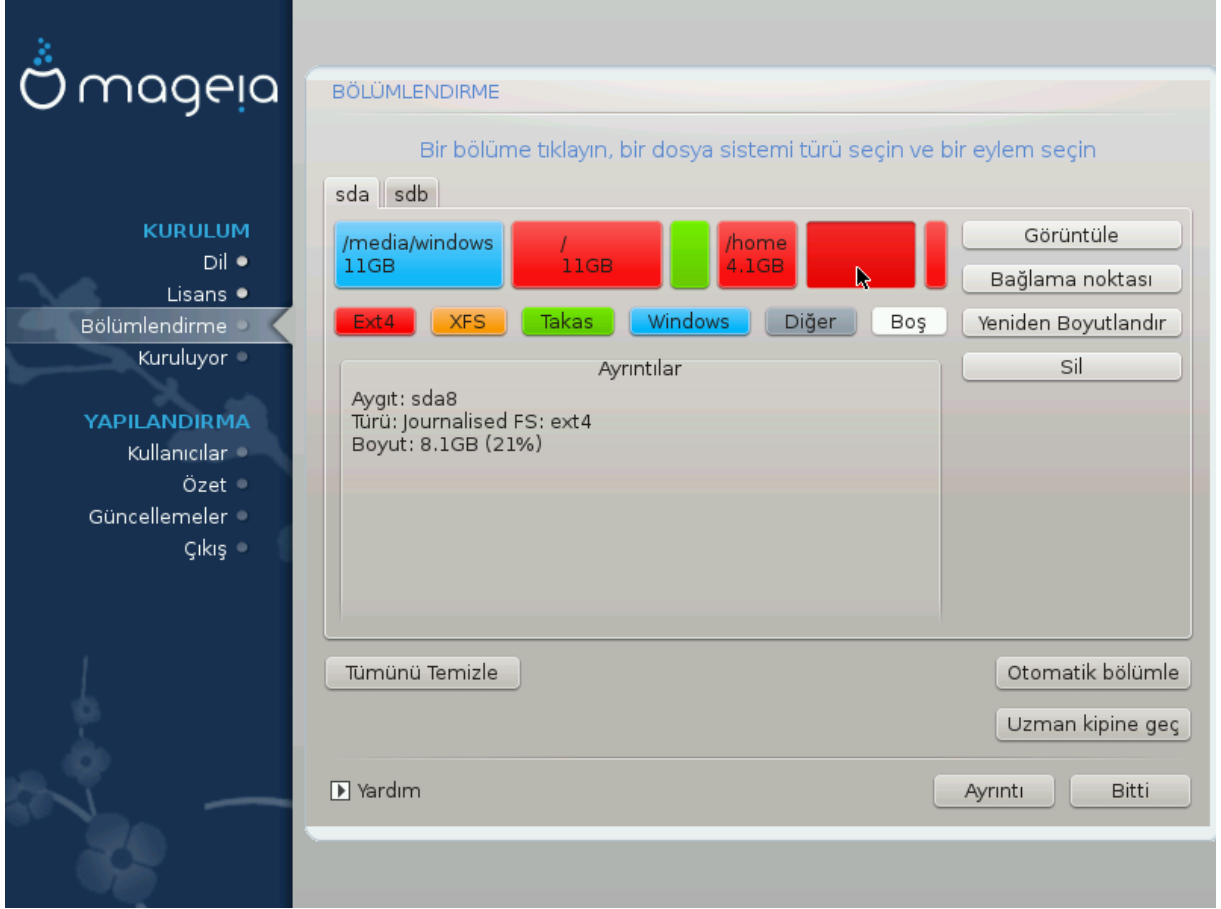 mageia
KURULUM
Dil
Lisans
Bölümlendirme
Kuruluyor
YAPILANDIRMA
Kullanıcılar
Özet
Güncellemeler
Çıkış
BÖLÜMLENDIRME
Bir bölüme tıklayın, bir dosya sistemi türü seçin ve bir eylem seçin
sda sdb
/media/windows
11GB
/
11GB
/home
4.1GB
Ext4 XFS Takas Windows Diğer Boş
Ayrıntılar
Aygıt: sda8
Türü: Journalised FS: ext4
Boyut: 8.1GB (21%)
Görüntüle
Bağlama noktası
Yeniden Boyutlandır
Sil
Tümünü Temizle
Otomatik bölümle
Uzman kipine geç
Yardım
Ayrıntı
Bitti